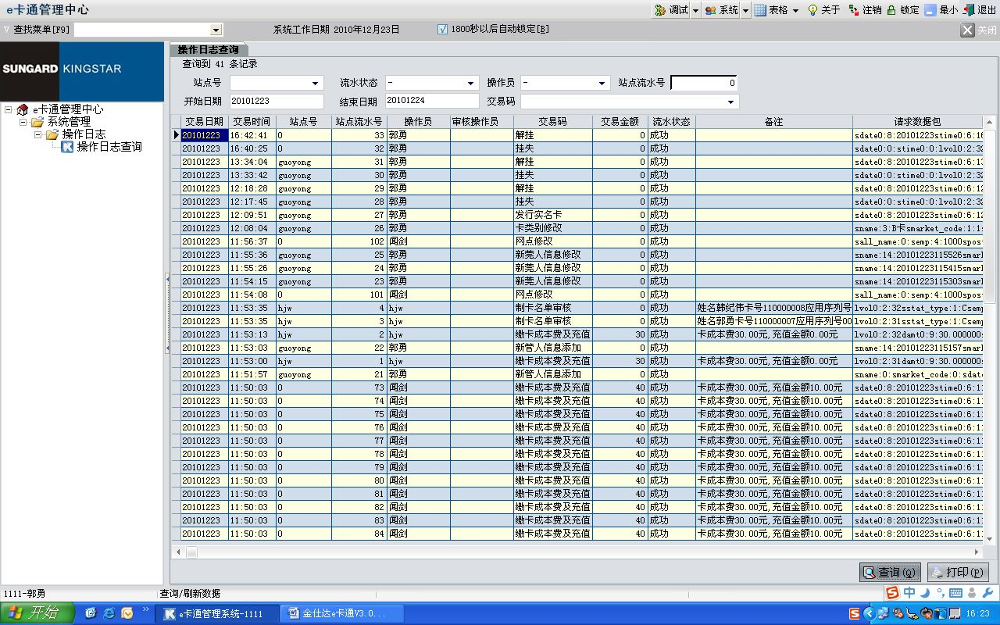 e卡通管理中心 调试 系统 表格 关于 注销 锁定 最小 退出
查找菜单[F9] 系统工作日期 2010年12月23日 1800秒以后自动锁定[B] 关闭
SUNGARD KINGSTAR
e卡通管理中心
系统管理
操作日志
操作日志查询
操作日志查询
查询到 41 条记录
站点号 流水状态 - 操作员 - 站点流水号 0
开始日期 20101223 结束日期 20101224 交易码
交易日期 交易时间 站点号 站点流水号 操作员 审核操作员 交易码 交易金额 流水状态 备注 请求数据包
20101223 16:42:41 0 33 郭勇 解挂 0 成功 sdate0:8:20101223stime0:6:16
20101223 16:40:25 0 32 郭勇 挂失 0 成功 sdate0:0:stime0:0:lvol0:2:32
20101223 13:34:04 guoyong 31 郭勇 解挂 0 成功 sdate0:8:20101223stime0:6:13
20101223 13:33:42 guoyong 30 郭勇 挂失 0 成功 sdate0:0:stime0:0:lvol0:2:32
20101223 12:18:28 guoyong 29 郭勇 解挂 0 成功 sdate0:8:20101223stime0:6:12
20101223 12:17:45 guoyong 28 郭勇 挂失 0 成功 sdate0:0:stime0:0:lvol0:2:32
20101223 12:09:51 guoyong 27 郭勇 发行实名卡 0 成功 sdate0:8:20101223stime0:6:12
20101223 12:08:04 guoyong 26 郭勇 卡类别修改 0 成功 sname:3:B卡smarket_code:1:1s
20101223 11:56:37 0 102 闻剑 网点修改 0 成功 sall_name:0:semp:4:1000spos
20101223 11:55:36 guoyong 25 郭勇 新莞人信息修改 0 成功 sname:14:20101223115526smar
20101223 11:55:26 guoyong 24 郭勇 新莞人信息修改 0 成功 sname:14:20101223115415smar
20101223 11:54:15 guoyong 23 郭勇 新莞人信息修改 0 成功 sname:14:20101223115303smar
20101223 11:54:08 0 101 闻剑 网点修改 0 成功 sall_name:0:semp:4:1000spos
20101223 11:53:35 hjw 4 hjw 制卡名单审核 0 成功 姓名韩纪伟卡号110000008应用序列号 lvol0:2:32sstat_type:1:Csemp
20101223 11:53:35 hjw 3 hjw 制卡名单审核 0 成功 姓名郭勇卡号110000007应用序列号00 lvol0:2:31sstat_type:1:Csemp
20101223 11:53:13 hjw 2 hjw 缴卡成本费及充值 30 成功 卡成本费30.00元,充值金额0.00元 lvol0:2:32damt0:9:30.000000s
20101223 11:53:03 guoyong 22 郭勇 新管人信息添加 0 成功 sname:14:20101223115157smar
20101223 11:53:00 hjw 1 hjw 缴卡成本费及充值 30 成功 卡成本费30.00元,充值金额0.00元 lvol0:2:31damt0:9:30.000000s
20101223 11:51:57 guoyong 21 郭勇 新管人信息添加 0 成功 sname:0:smarket_code:0:sdat
20101223 11:50:03 0 73 闻剑 缴卡成本费及充值 40 成功 卡成本费30.00元,充值金额10.00元 sdate0:8:20101223stime0:6:11
20101223 11:50:03 0 74 闻剑 缴卡成本费及充值 40 成功 卡成本费30.00元,充值金额10.00元 sdate0:8:20101223stime0:6:11
20101223 11:50:03 0 75 闻剑 缴卡成本费及充值 40 成功 卡成本费30.00元,充值金额10.00元 sdate0:8:20101223stime0:6:11
20101223 11:50:03 0 76 闻剑 缴卡成本费及充值 40 成功 卡成本费30.00元,充值金额10.00元 sdate0:8:20101223stime0:6:11
20101223 11:50:03 0 77 闻剑 缴卡成本费及充值 40 成功 卡成本费30.00元,充值金额10.00元 sdate0:8:20101223stime0:6:11
20101223 11:50:03 0 78 闻剑 缴卡成本费及充值 40 成功 卡成本费30.00元,充值金额10.00元 sdate0:8:20101223stime0:6:11
20101223 11:50:03 0 79 闻剑 缴卡成本费及充值 40 成功 卡成本费30.00元,充值金额10.00元 sdate0:8:20101223stime0:6:11
20101223 11:50:03 0 80 闻剑 缴卡成本费及充值 40 成功 卡成本费30.00元,充值金额10.00元 sdate0:8:20101223stime0:6:11
20101223 11:50:03 0 81 闻剑 缴卡成本费及充值 40 成功 卡成本费30.00元,充值金额10.00元 sdate0:8:20101223stime0:6:11
20101223 11:50:03 0 82 闻剑 缴卡成本费及充值 40 成功 卡成本费30.00元,充值金额10.00元 sdate0:8:20101223stime0:6:11
20101223 11:50:03 0 83 闻剑 缴卡成本费及充值 40 成功 卡成本费30.00元,充值金额10.00元 sdate0:8:20101223stime0:6:11
20101223 11:50:03 0 84 闻剑 缴卡成本费及充值 40 成功 卡成本费30.00元,充值金额10.00元 sdate0:8:20101223stime0:6:11
查询(Q) 打印(P)
1111-郭勇 查询/刷新数据 中
开始 e卡通管理系统-1111 金仕达e卡通V3.0... 16:23